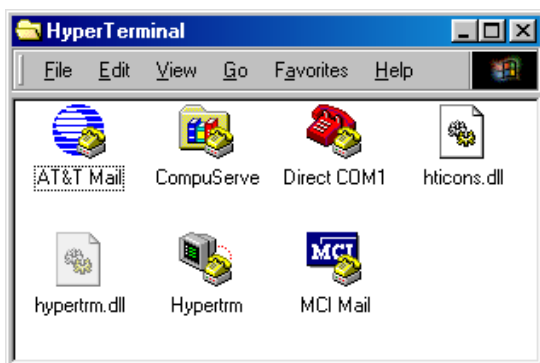 HyperTerminal
File Edit View Go Favorites Help
AT&T Mail CompuServe Direct COM1 hticons.dll
MCI
hypertrm.dll Hypertrm MCI Mail